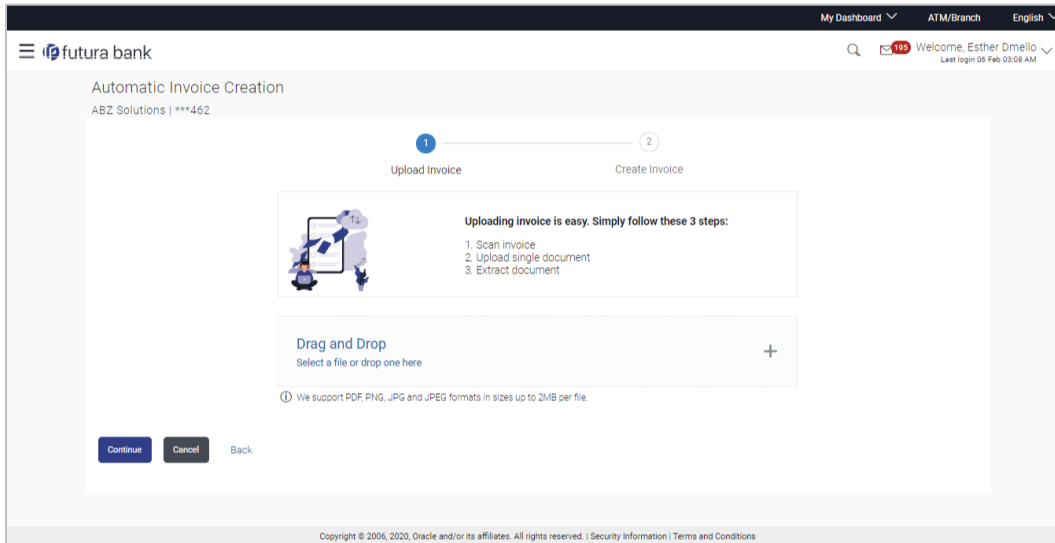 My Dashboard ATM/Branch English
futura bank
195 Welcome, Esther Dmello
Last login 06 Feb 03:08 AM
Automatic Invoice Creation
ABZ Solutions | ***462
1 2
Upload Invoice Create Invoice
Uploading invoice is easy. Simply follow these 3 steps:
1. Scan invoice
2. Upload single document
3. Extract document
Drag and Drop
Select a file or drop one here
We support PDF, PNG, JPG and JPEG formats in sizes up to 2MB per file.
Continue Cancel Back
Copyright © 2006, 2020, Oracle and/or its affiliates. All rights reserved. | Security Information | Terms and Conditions